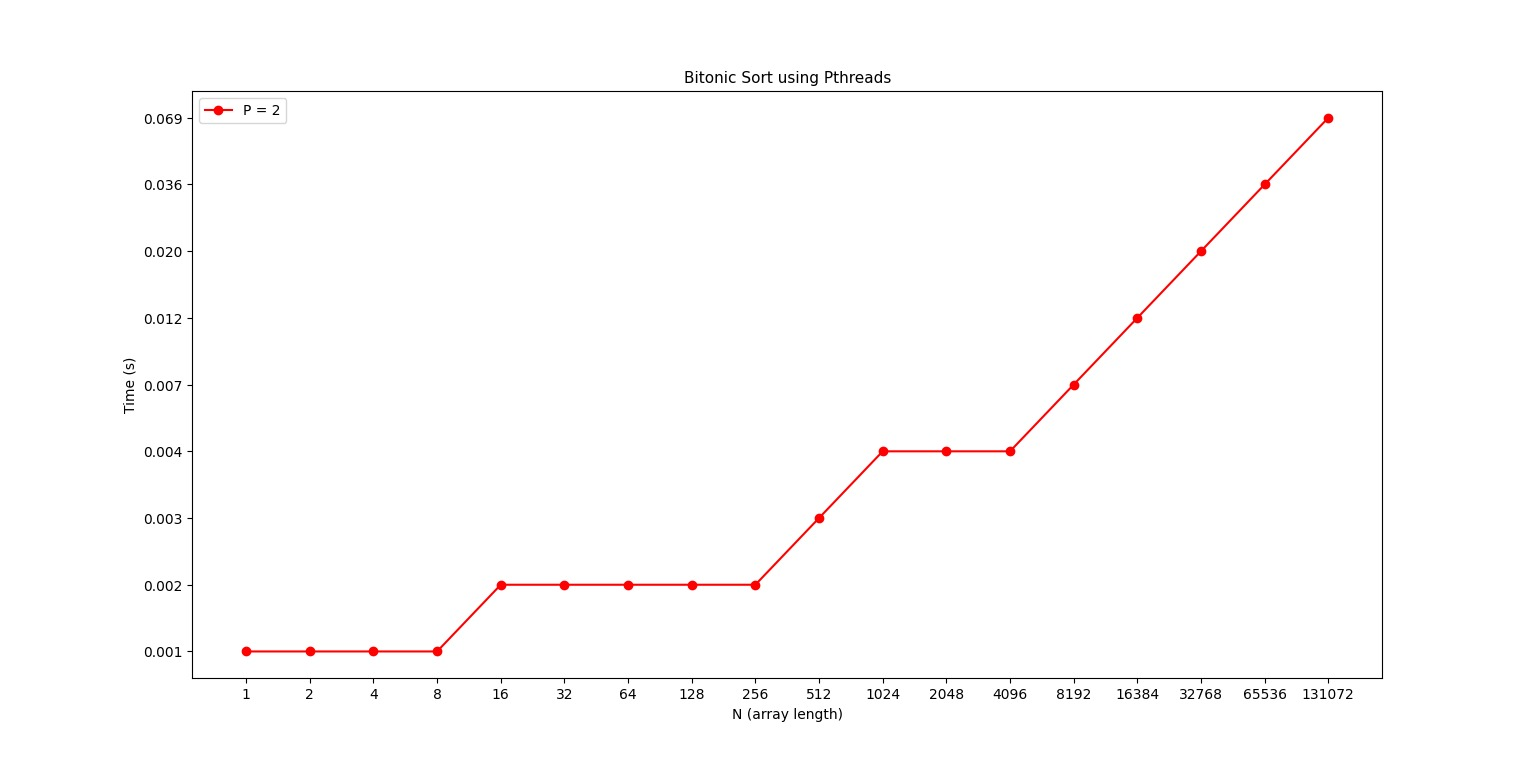 Bitonic Sort using Pthreads
P = 2
0.069
0.036
0.020
0.012
0.007
0.004
0.003
0.002
0.001
Time (s)
1 2 4 8 16 32 64 128 256 512 1024 2048 4096 8192 16384 32768 65536 131072
N (array length)